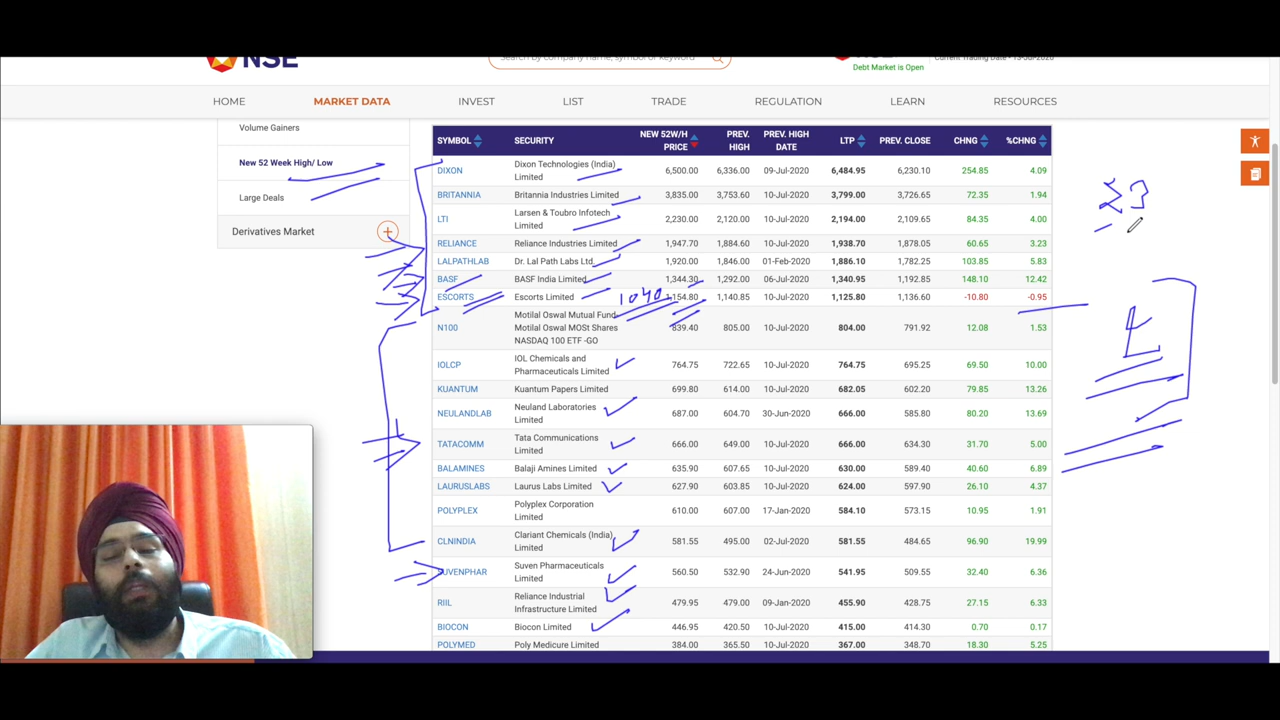 NSE
Search by company name, symbol or keyword
Current Trading Date - 13-Jul-2020
Debt Market is Open
HOME MARKET DATA INVEST LIST TRADE REGULATION LEARN RESOURCES
Volume Gainers
New 52 Week High/ Low
Large Deals
Derivatives Market
SYMBOL SECURITY NEW 52W/H PRICE PREV. HIGH PREV. HIGH DATE LTP PREV. CLOSE CHNG %CHNG
DIXON Dixon Technologies (India) Limited 6,500.00 6,336.00 09-Jul-2020 6,484.95 6,230.10 254.85 4.09
BRITANNIA Britannia Industries Limited 3,835.00 3,753.60 10-Jul-2020 3,799.00 3,726.65 72.35 1.94
LTI Larsen & Toubro Infotech Limited 2,230.00 2,120.00 10-Jul-2020 2,194.00 2,109.65 84.35 4.00
RELIANCE Reliance Industries Limited 1,947.70 1,884.60 10-Jul-2020 1,938.70 1,878.05 60.65 3.23
LALPATHLAB Dr. Lal Path Labs Ltd. 1,920.00 1,846.00 01-Feb-2020 1,886.10 1,782.25 103.85 5.83
BASF BASF India Limited 1,344.30 1,292.00 06-Jul-2020 1,340.95 1,192.85 148.10 12.42
ESCORTS Escorts Limited 1,154.80 1,140.85 10-Jul-2020 1,125.80 1,136.60 -10.80 -0.95
1040
N100 Motilal Oswal Mutual Fund- Motilal Oswal MOSt Shares NASDAQ 100 ETF -GO 839.40 805.00 10-Jul-2020 804.00 791.92 12.08 1.53
IOLCP IOL Chemicals and Pharmaceuticals Limited 764.75 722.65 10-Jul-2020 764.75 695.25 69.50 10.00
KUANTUM Kuantum Papers Limited 699.80 614.00 10-Jul-2020 682.05 602.20 79.85 13.26
NEULANDLAB Neuland Laboratories Limited 687.00 604.70 30-Jun-2020 666.00 585.80 80.20 13.69
TATACOMM Tata Communications Limited 666.00 649.00 10-Jul-2020 666.00 634.30 31.70 5.00
BALAMINES Balaji Amines Limited 635.90 607.65 10-Jul-2020 630.00 589.40 40.60 6.89
LAURUSLABS Laurus Labs Limited 627.90 603.85 10-Jul-2020 624.00 597.90 26.10 4.37
POLYPLEX Polyplex Corporation Limited 610.00 607.00 17-Jan-2020 584.10 573.15 10.95 1.91
CLNINDIA Clariant Chemicals (India) Limited 581.55 495.00 02-Jul-2020 581.55 484.65 96.90 19.99
SUVENPHAR Suven Pharmaceuticals Limited 560.50 532.90 24-Jun-2020 541.95 509.55 32.40 6.36
RIIL Reliance Industrial Infrastructure Limited 479.95 479.00 09-Jan-2020 455.90 428.75 27.15 6.33
BIOCON Biocon Limited 446.95 420.50 10-Jul-2020 415.00 414.30 0.70 0.17
POLYMED Poly Medicure Limited 384.00 365.50 10-Jul-2020 367.00 348.70 18.30 5.25